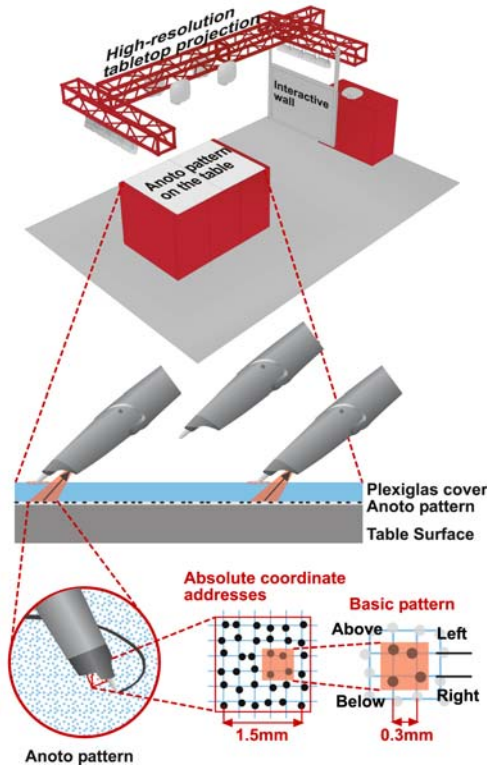 High-resolution
tabletop projection
Interactive
wall
Anoto pattern
on the table
Plexiglas cover
Anoto pattern
Table Surface
Absolute coordinate
addresses
Basic pattern
Above
Left
Below
Right
1.5mm
0.3mm
Anoto pattern